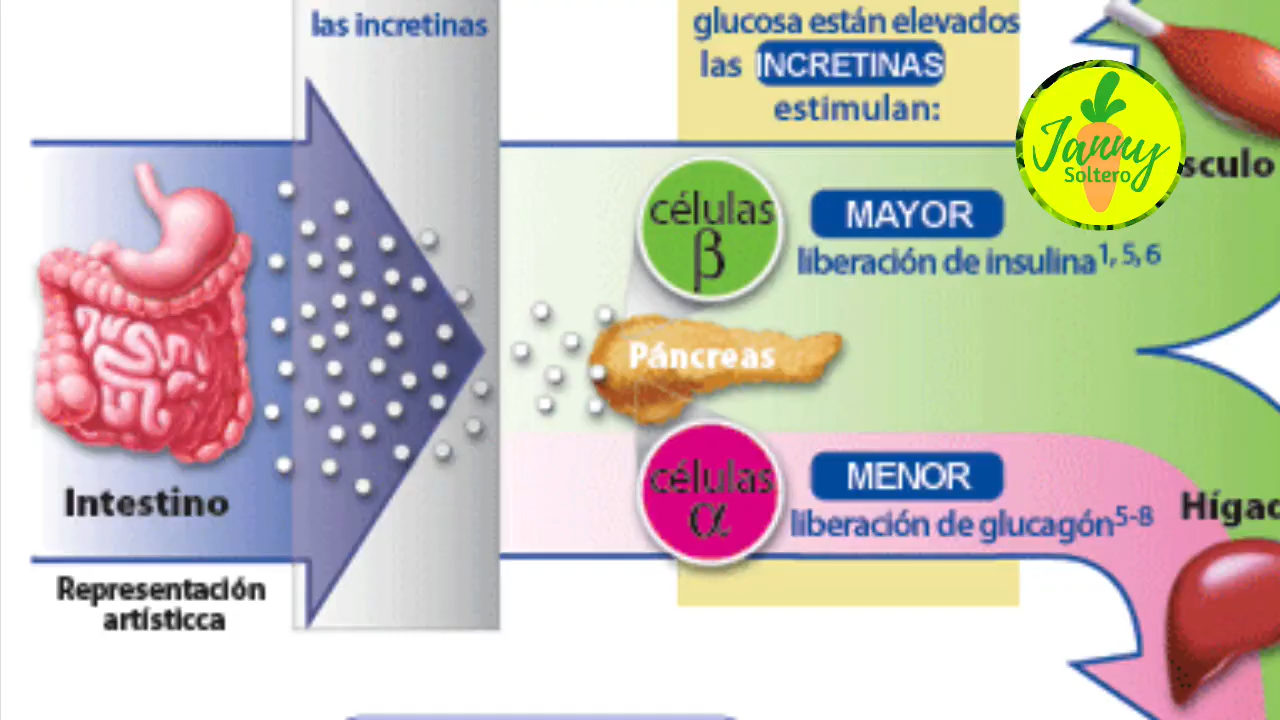 las incretinas
glucosa están elevados
las INCRETINAS
estimulan:
Janny
Soltero
sculo
células
β
MAYOR
liberación de insulina1, 5, 6
Páncreas
células
α
MENOR
liberación de glucagón5-8
Intestino
Hígad
Representación
artísticca